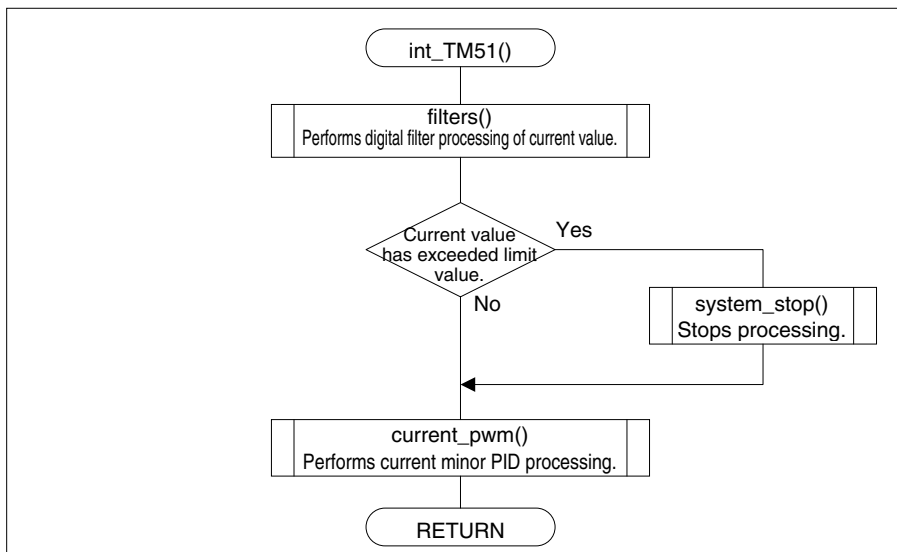 int_TM51()
filters()
Performs digital filter processing of current value.
Current value
has exceeded limit
value.
Yes
No
system_stop()
Stops processing.
current_pwm()
Performs current minor PID processing.
RETURN